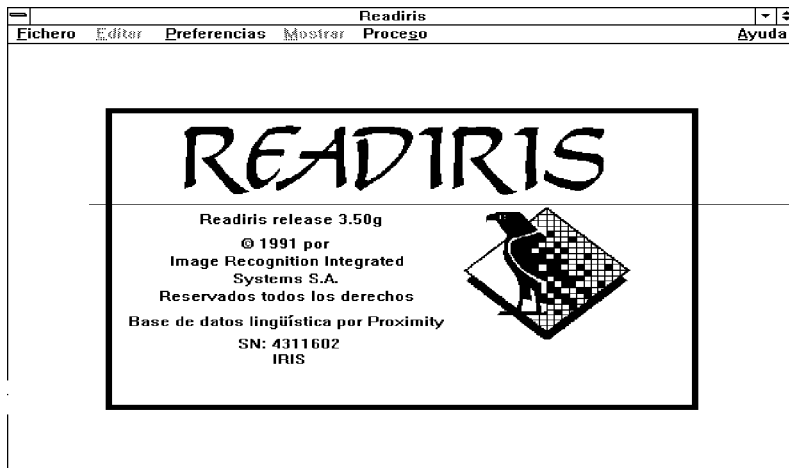 Readiris
Fichero Editar Preferencias Mostrar Proceso Ayuda
READIRIS
Readiris release 3.50g
© 1991 por
Image Recognition Integrated
Systems S.A.
Reservados todos los derechos
Base de datos lingüística por Proximity
SN: 4311602
IRIS